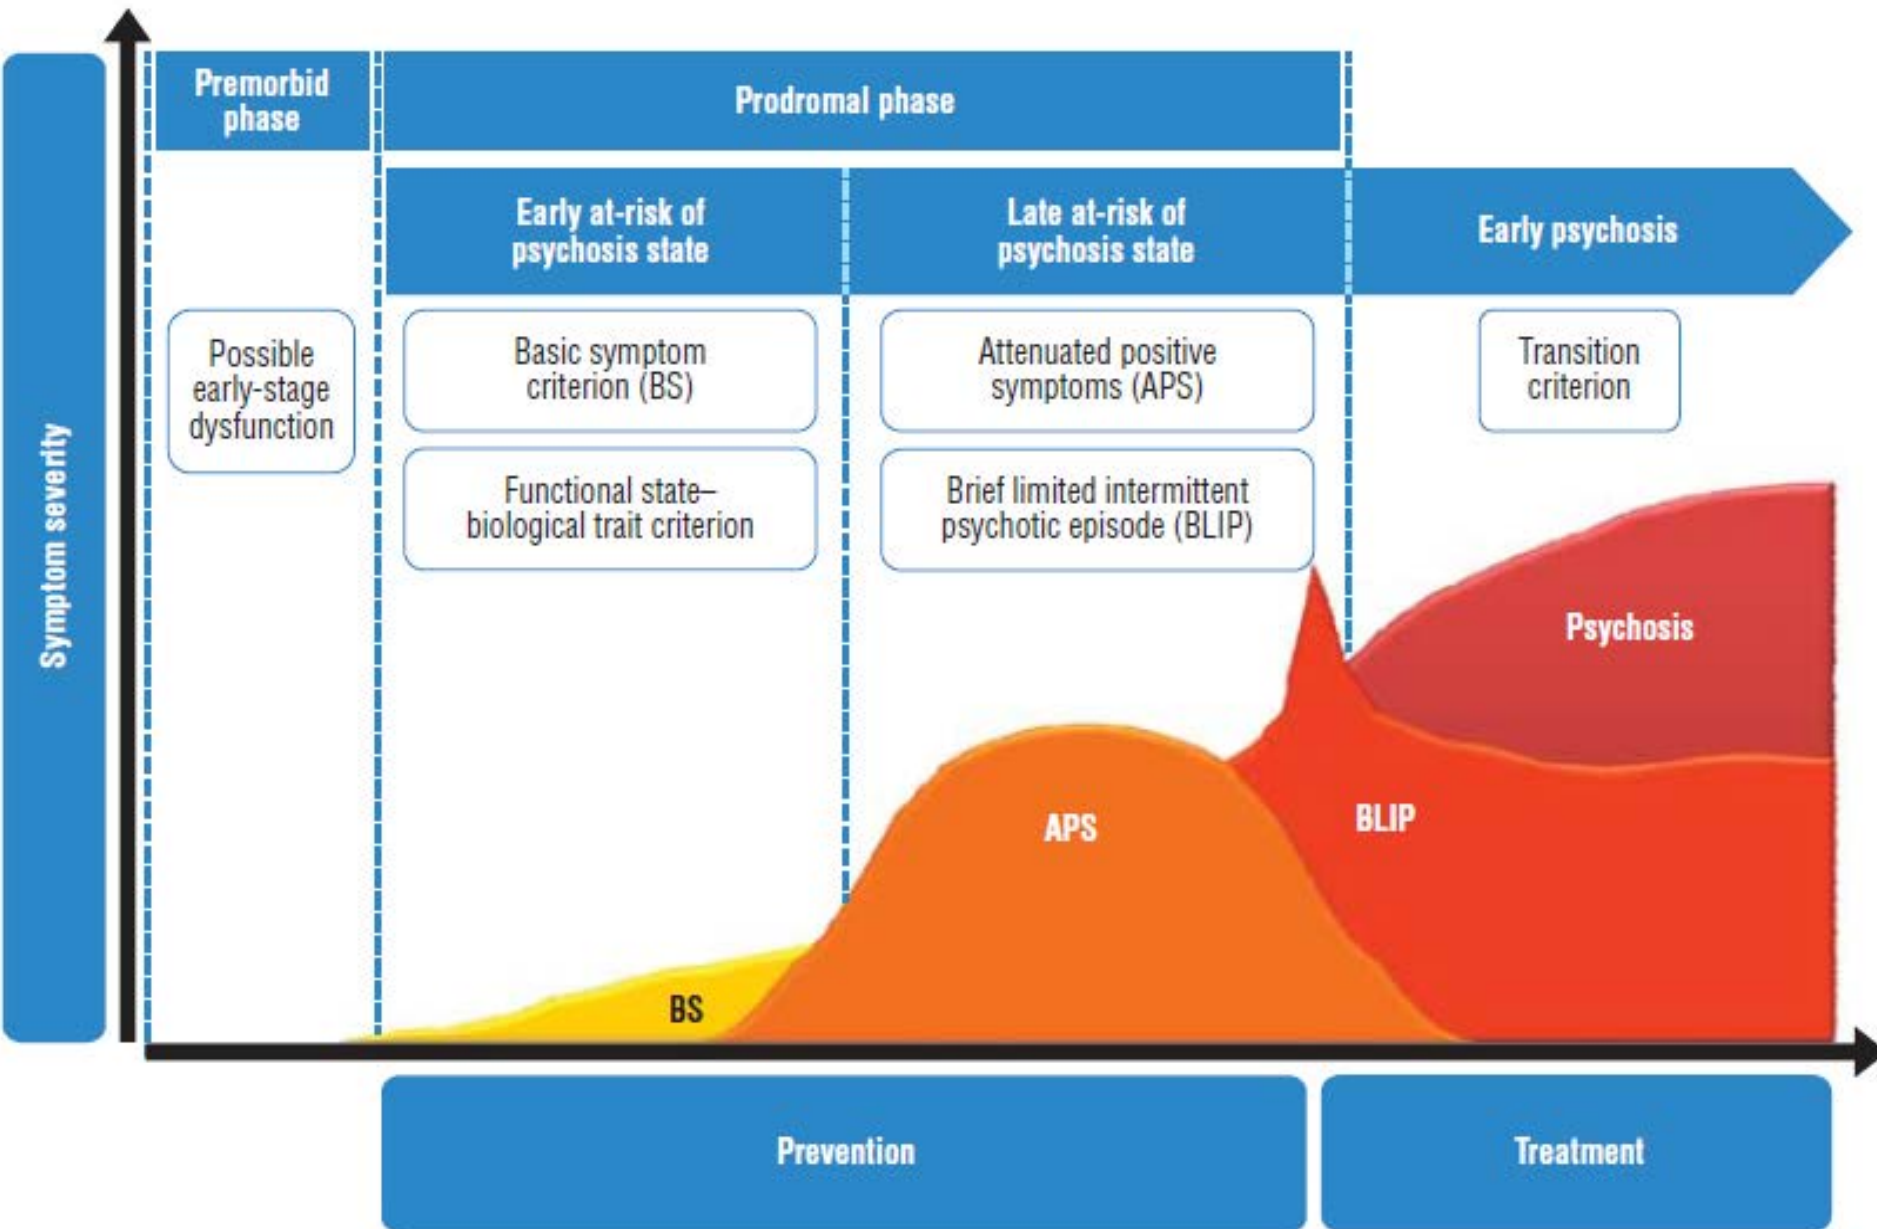 Symptom severity
Premorbid
phase
Prodromal phase
Early at-risk of
psychosis state
Late at-risk of
psychosis state
Early psychosis
Possible
early-stage
dysfunction
Basic symptom
criterion (BS)
Functional state–
biological trait criterion
Attenuated positive
symptoms (APS)
Brief limited intermittent
psychotic episode (BLIP)
Transition
criterion
Psychosis
APS
BLIP
BS
Prevention
Treatment